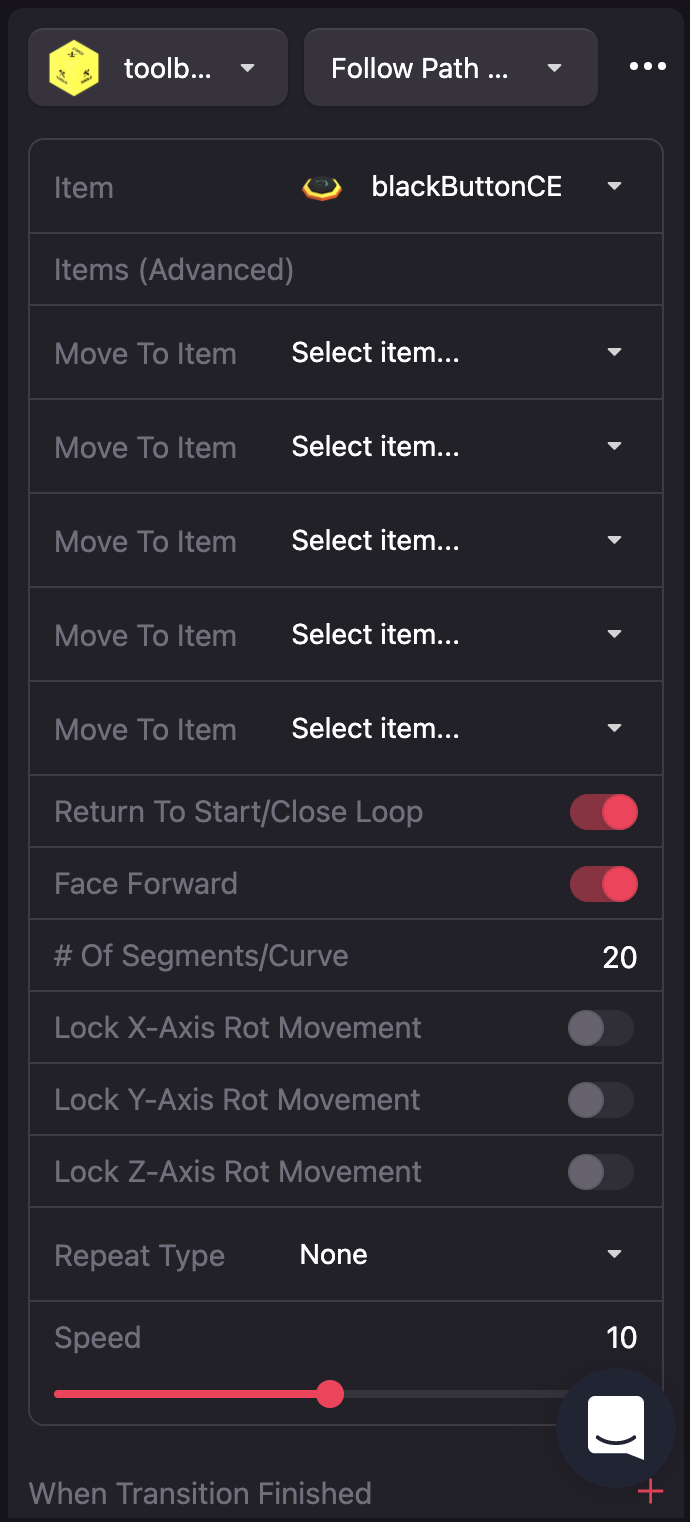 toolb...
Follow Path ...
Item
blackButtonCE
Items (Advanced)
Move To Item
Select item...
Move To Item
Select item...
Move To Item
Select item...
Move To Item
Select item...
Move To Item
Select item...
Return To Start/Close Loop
Face Forward
# Of Segments/Curve
20
Lock X-Axis Rot Movement
Lock Y-Axis Rot Movement
Lock Z-Axis Rot Movement
Repeat Type
None
Speed
10
When Transition Finished